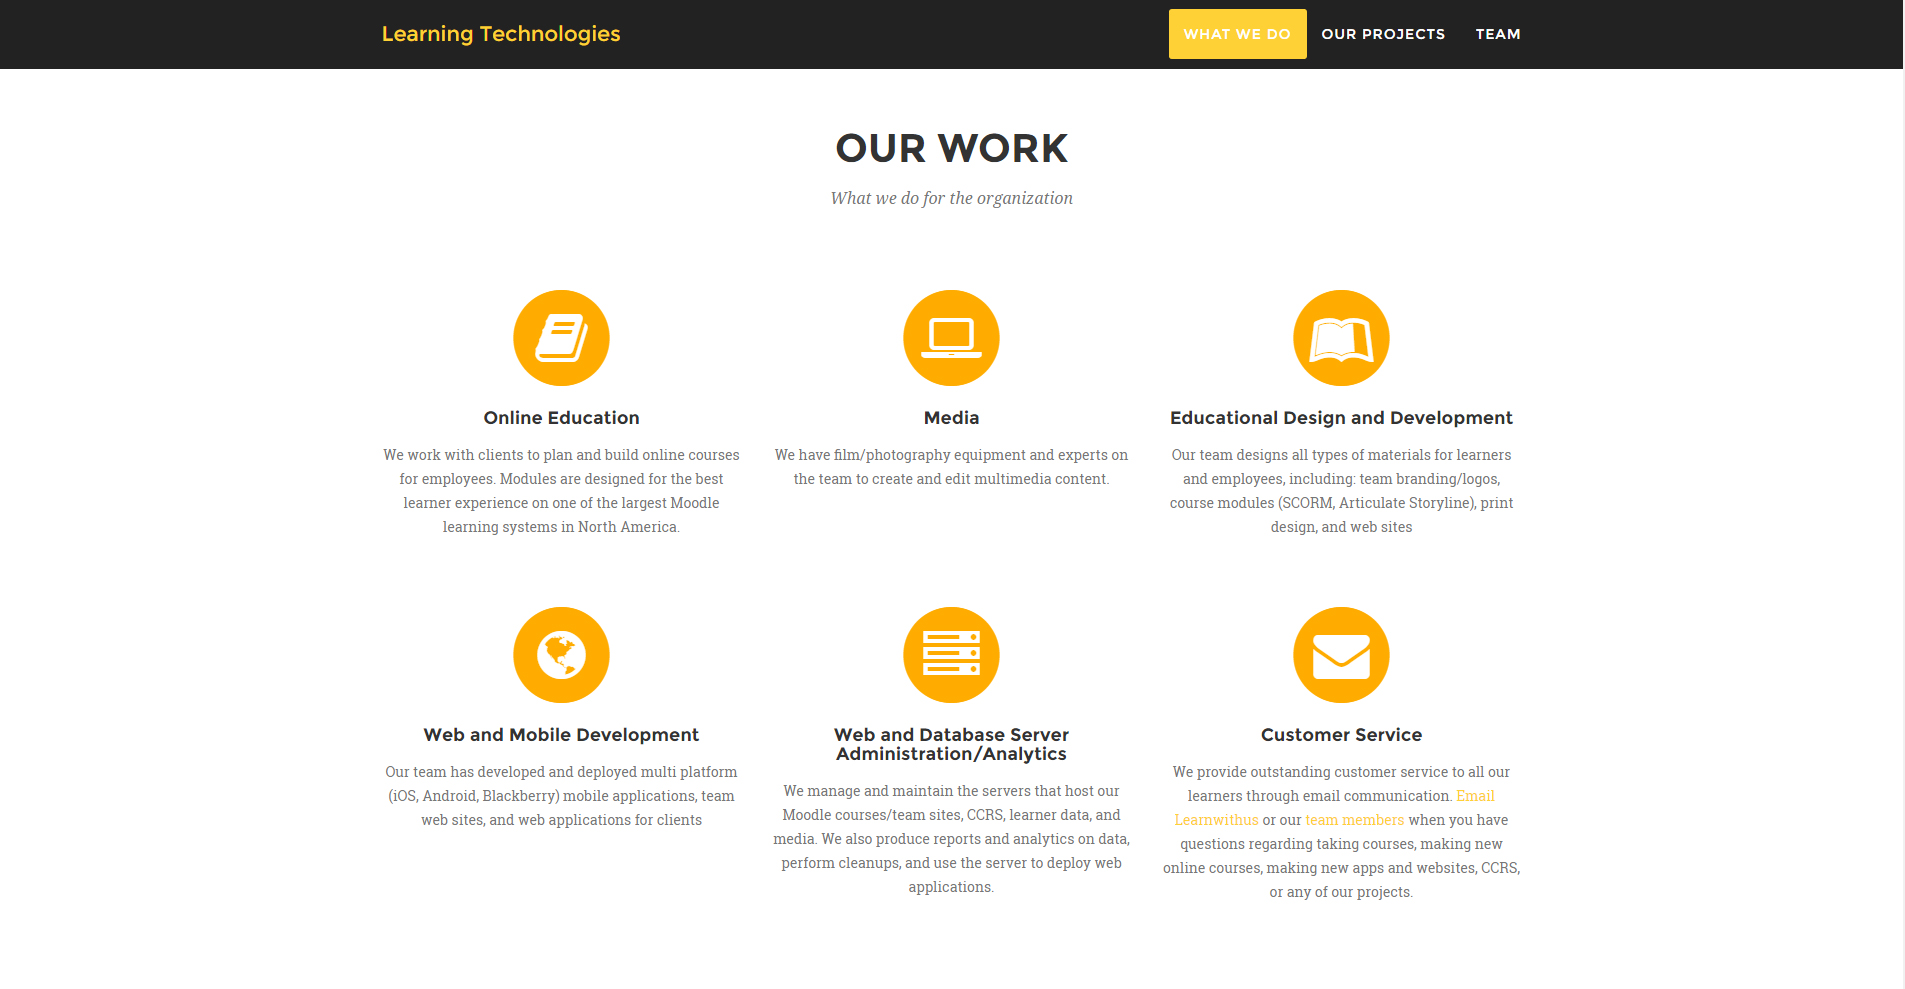 Learning Technologies
WHAT WE DO
OUR PROJECTS
TEAM
OUR WORK
What we do for the organization
Online Education
We work with clients to plan and build online courses
for employees. Modules are designed for the best
learner experience on one of the largest Moodle
learning systems in North America.
Media
We have film/photography equipment and experts on
the team to create and edit multimedia content.
Educational Design and Development
Our team designs all types of materials for learners
and employees, including: team branding/logos,
course modules (SCORM, Articulate Storyline), print
design, and web sites
Web and Mobile Development
Our team has developed and deployed multi platform
(iOS, Android, Blackberry) mobile applications, team
web sites, and web applications for clients
Web and Database Server
Administration/Analytics
We manage and maintain the servers that host our
Moodle courses/team sites, CCRS, learner data, and
media. We also produce reports and analytics on data,
perform cleanups, and use the server to deploy web
applications.
Customer Service
We provide outstanding customer service to all our
learners through email communication. Email
Learnwithus or our team members when you have
questions regarding taking courses, making new
online courses, making new apps and websites, CCRS,
or any of our projects.